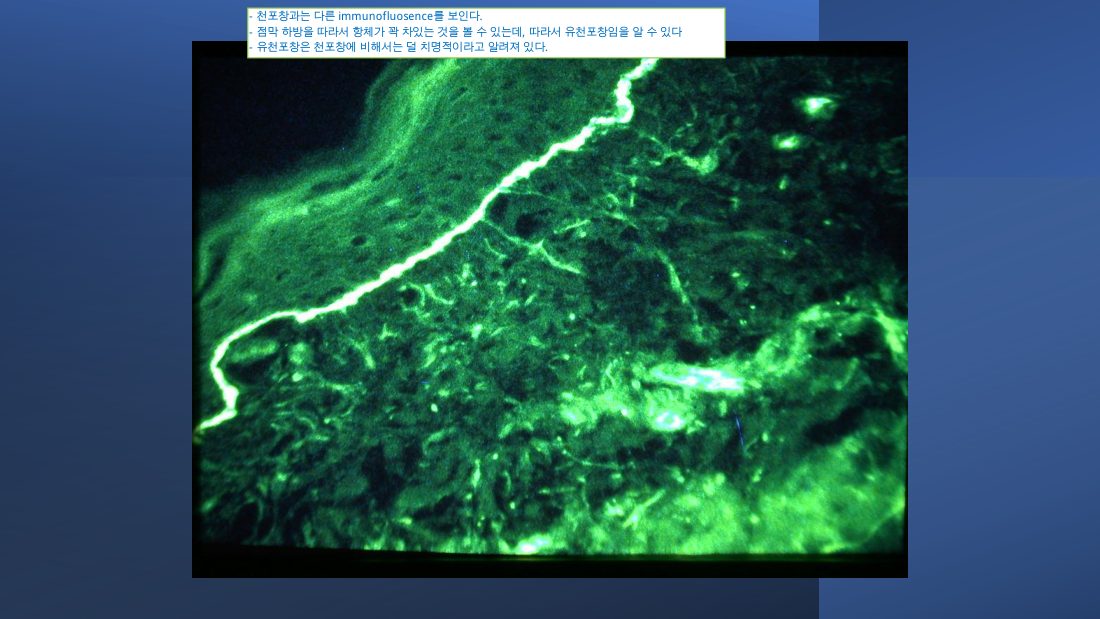 - 천포창과는 다른 immunofluosence를 보인다.
- 점막 하방을 따라서 항체가 꽉 차있는 것을 볼 수 있는데, 따라서 유천포창임을 알 수 있다
- 유천포창은 천포창에 비해서는 덜 치명적이라고 알려져 있다.